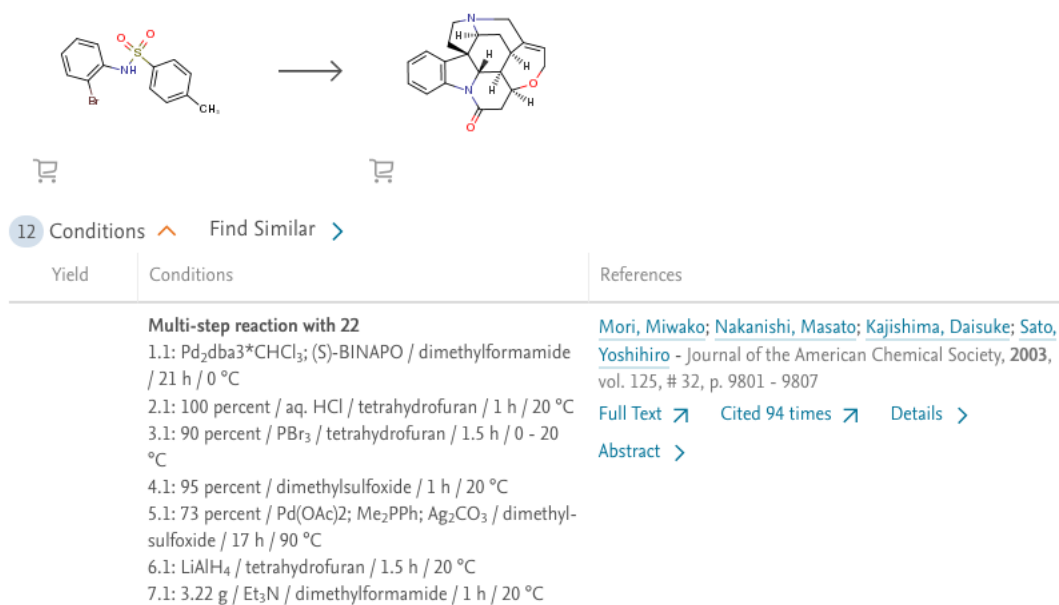 O
O
S
NH
Br
CH₃
N
H
H
H
H
N
O
H
O
12 Conditions Find Similar
Yield Conditions References
Multi-step reaction with 22
1.1: Pd₂dba3*CHCl₃; (S)-BINAPO / dimethylformamide
/ 21 h / 0 °C
2.1: 100 percent / aq. HCl / tetrahydrofuran / 1 h / 20 °C
3.1: 90 percent / PBr₃ / tetrahydrofuran / 1.5 h / 0 - 20
°C
4.1: 95 percent / dimethylsulfoxide / 1 h / 20 °C
5.1: 73 percent / Pd(OAc)2; Me₂PPh; Ag₂CO₃ / dimethyl-
sulfoxide / 17 h / 90 °C
6.1: LiAlH₄ / tetrahydrofuran / 1.5 h / 20 °C
7.1: 3.22 g / Et₃N / dimethylformamide / 1 h / 20 °C
Mori, Miwako; Nakanishi, Masato; Kajishima, Daisuke; Sato,
Yoshihiro - Journal of the American Chemical Society, 2003,
vol. 125, # 32, p. 9801 - 9807
Full Text Cited 94 times Details
Abstract